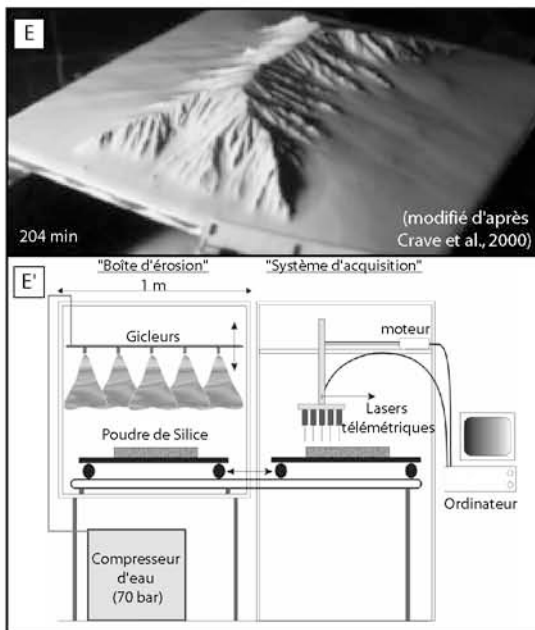 E
204 min
(modifié d'après
Crave et al., 2000)
E'
"Boîte d'érosion"
"Système d'acquisition"
1 m
Gicleurs
moteur
Lasers
télémétriques
Poudre de Silice
Ordinateur
Compresseur
d'eau
(70 bar)